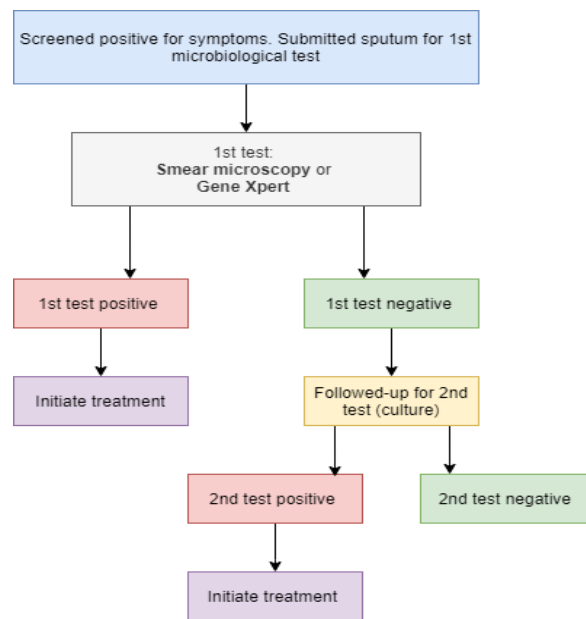 Screened positive for symptoms. Submitted sputum for 1st
microbiological test
1st test:
Smear microscopy or
Gene Xpert
1st test positive
1st test negative
Initiate treatment
Followed-up for 2nd
test (culture)
2nd test positive
2nd test negative
Initiate treatment